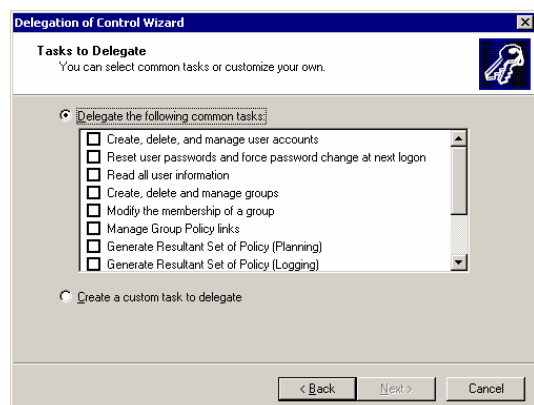 Delegation of Control Wizard
Tasks to Delegate
You can select common tasks or customize your own.
Delegate the following common tasks:
Create, delete, and manage user accounts
Reset user passwords and force password change at next logon
Read all user information
Create, delete and manage groups
Modify the membership of a group
Manage Group Policy links
Generate Resultant Set of Policy (Planning)
Generate Resultant Set of Policy (Logging)
Create a custom task to delegate
< Back Next > Cancel